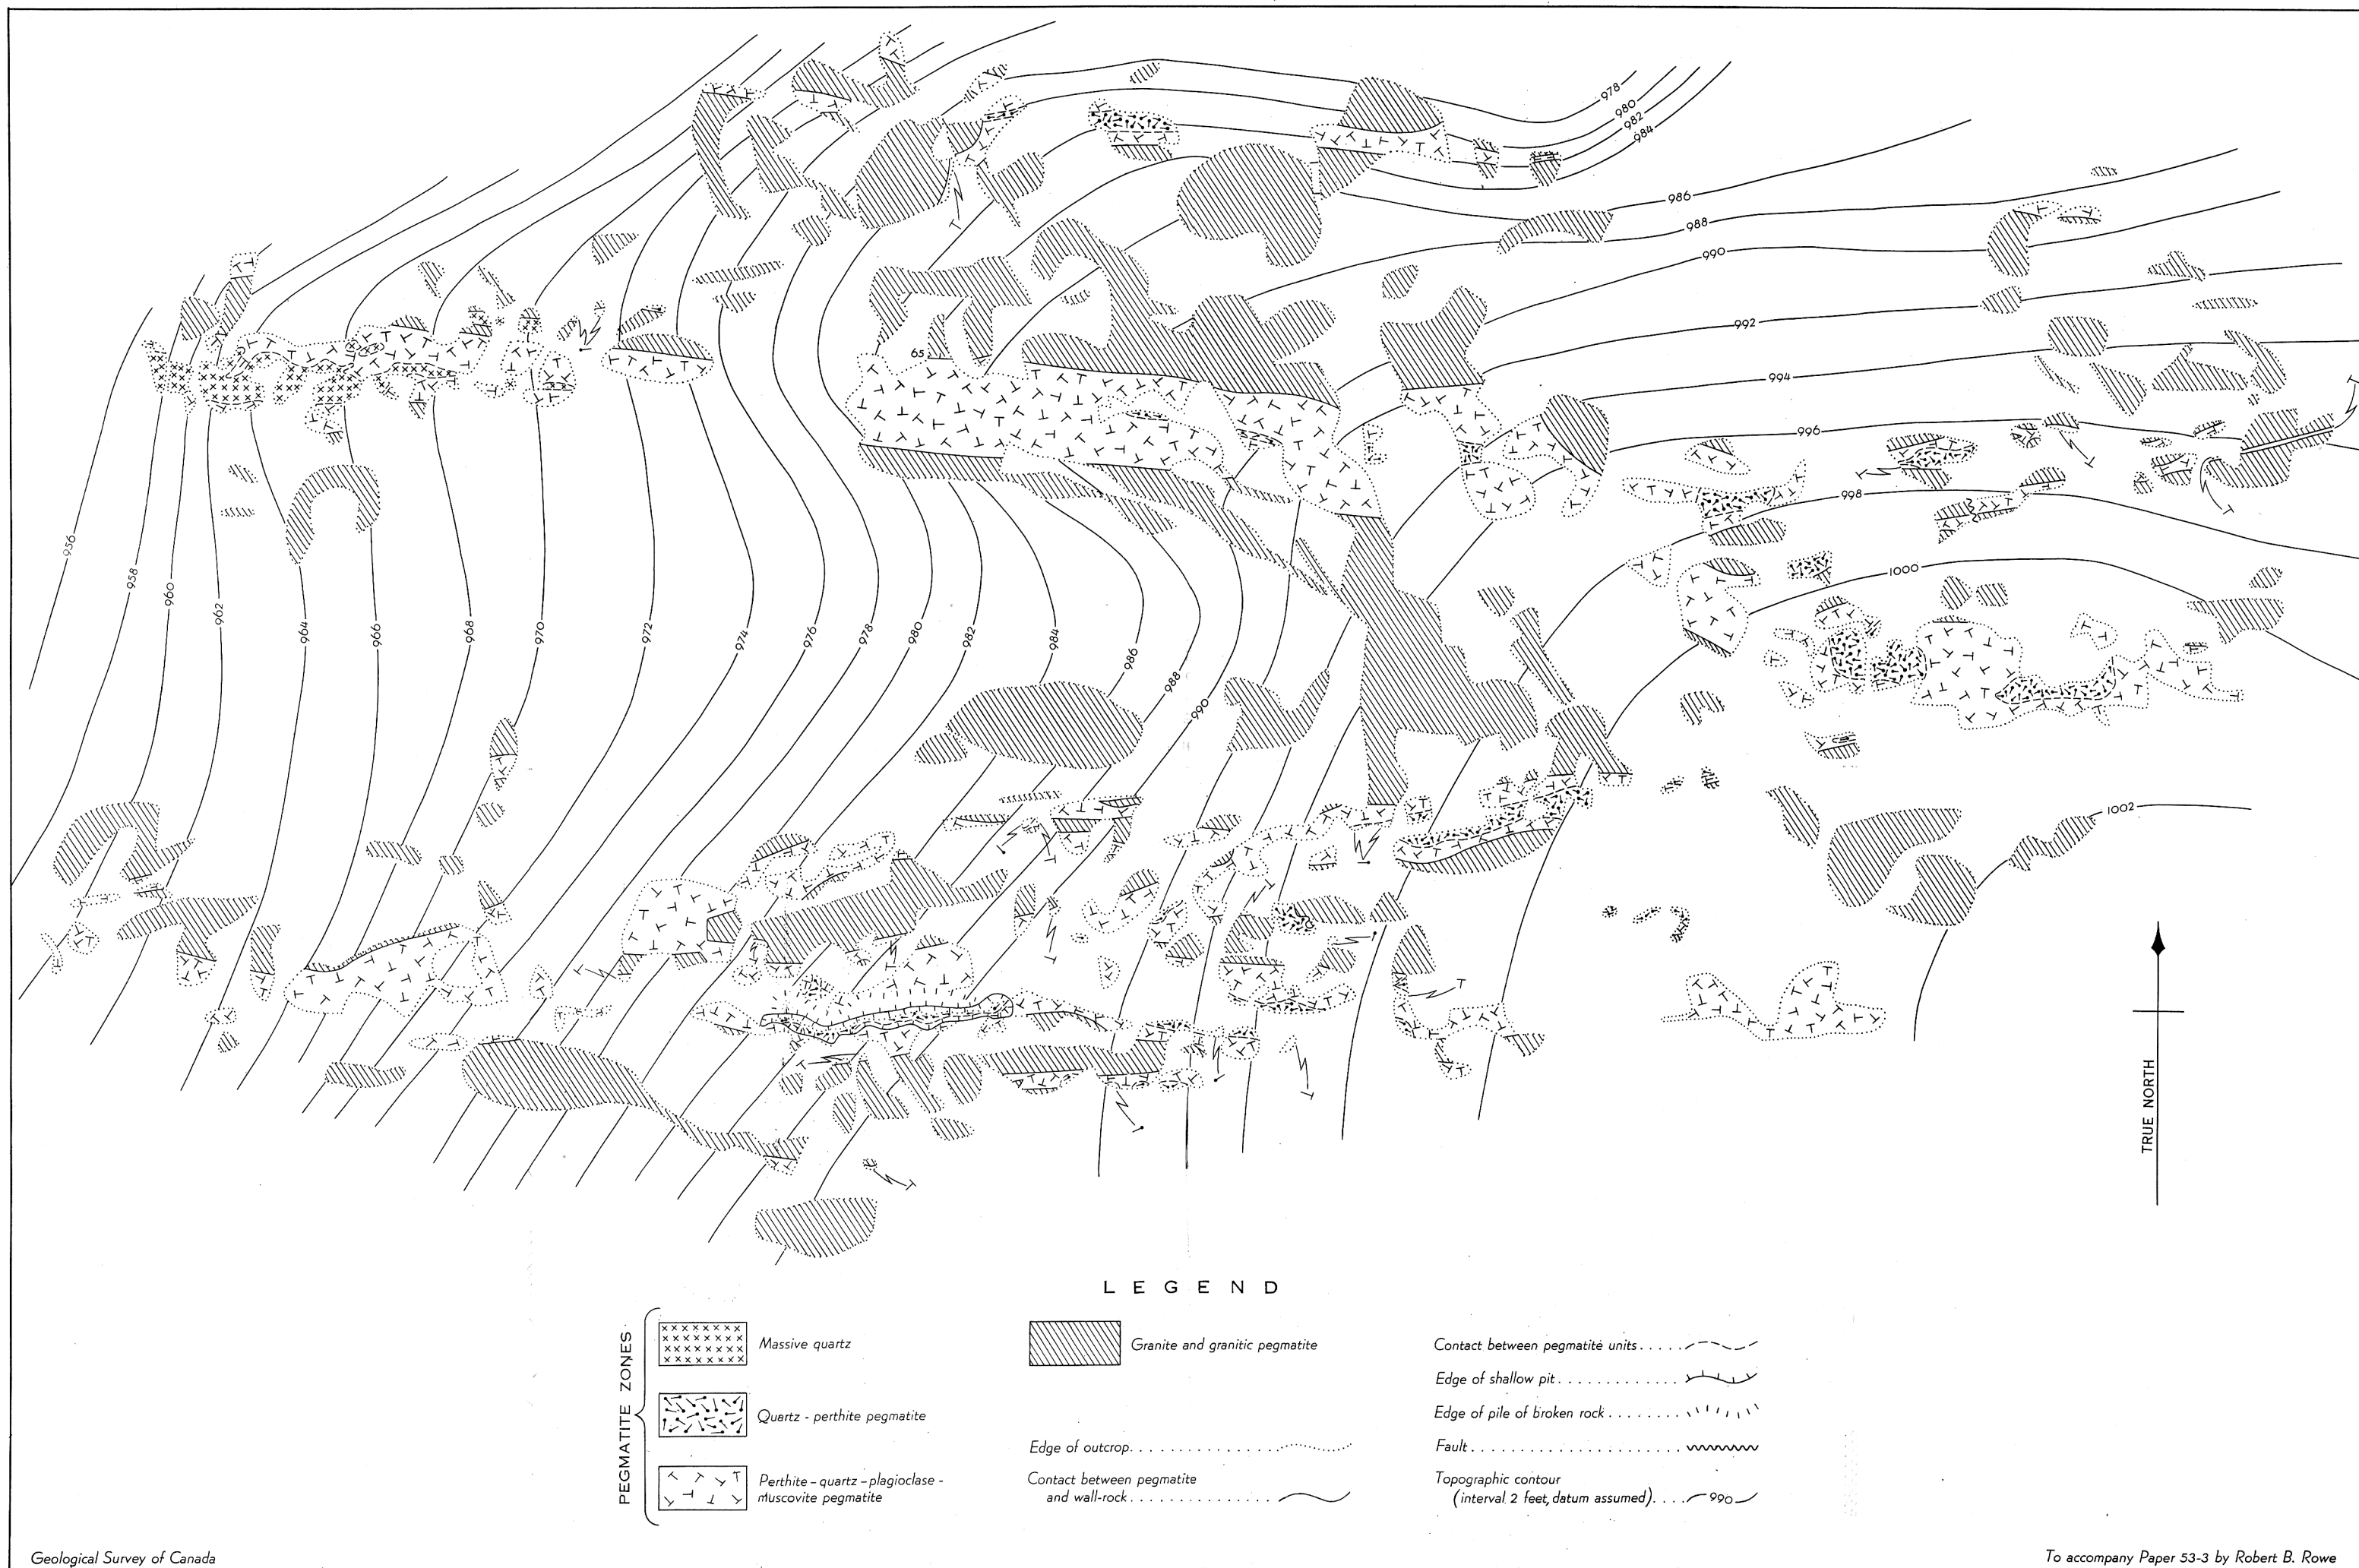 978
980
982
984
986
988
990
992
65
994
996
998
956
1000
958
960
962
964
966
968
970
972
974
976
978
980
982
984
986
988
990
1002
TRUE NORTH
LEGEND
PEGMATITE ZONES
Massive quartz
Quartz - perthite pegmatite
Perthite - quartz - plagioclase -
muscovite pegmatite
Granite and granitic pegmatite
Edge of outcrop
Contact between pegmatite
and wall-rock
Contact between pegmatite units
Edge of shallow pit
Edge of pile of broken rock
Fault
Topographic contour
(interval 2 feet, datum assumed) 990
Geological Survey of Canada
To accompany Paper 53-3 by Robert B. Rowe